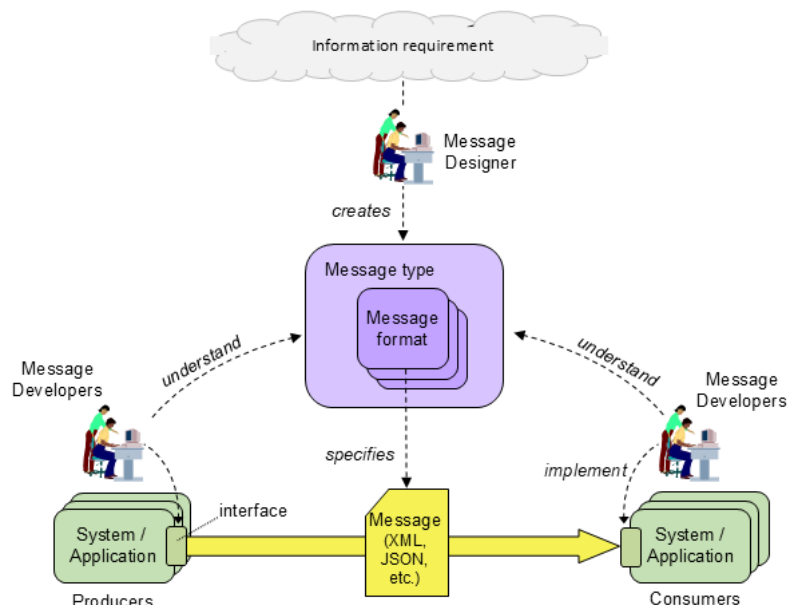 Information requirement
Message
Designer
creates
Message type
Message
format
understand
understand
Message
Developers
Message
Developers
specifies
implement
interface
System /
Application
Message
(XML,
JSON,
etc.)
System /
Application
Producers
Consumers